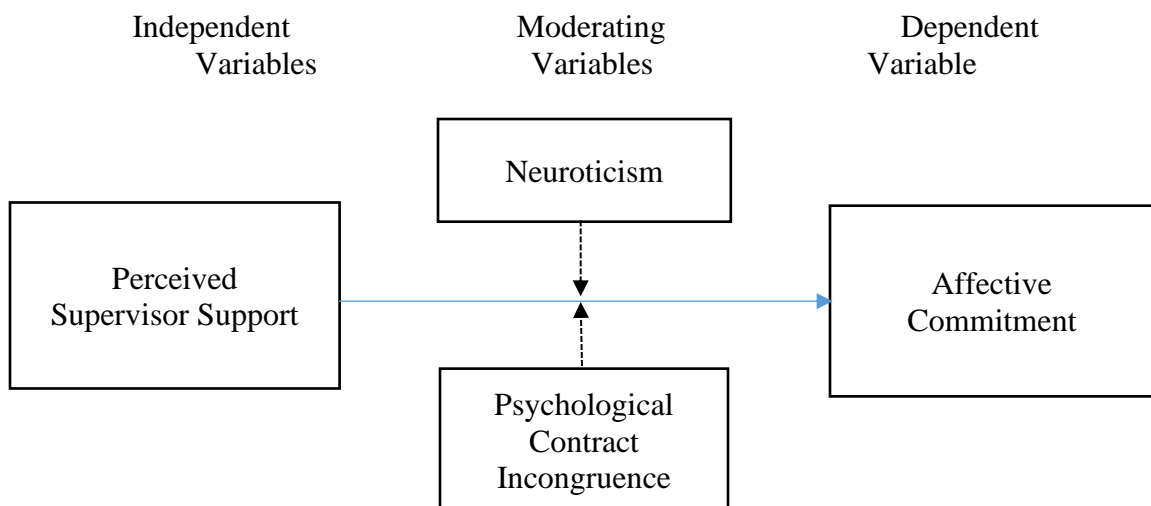 Independent
Variables
Moderating
Variables
Dependent
Variable
Neuroticism
Perceived
Supervisor Support
Affective
Commitment
Psychological
Contract
Incongruence